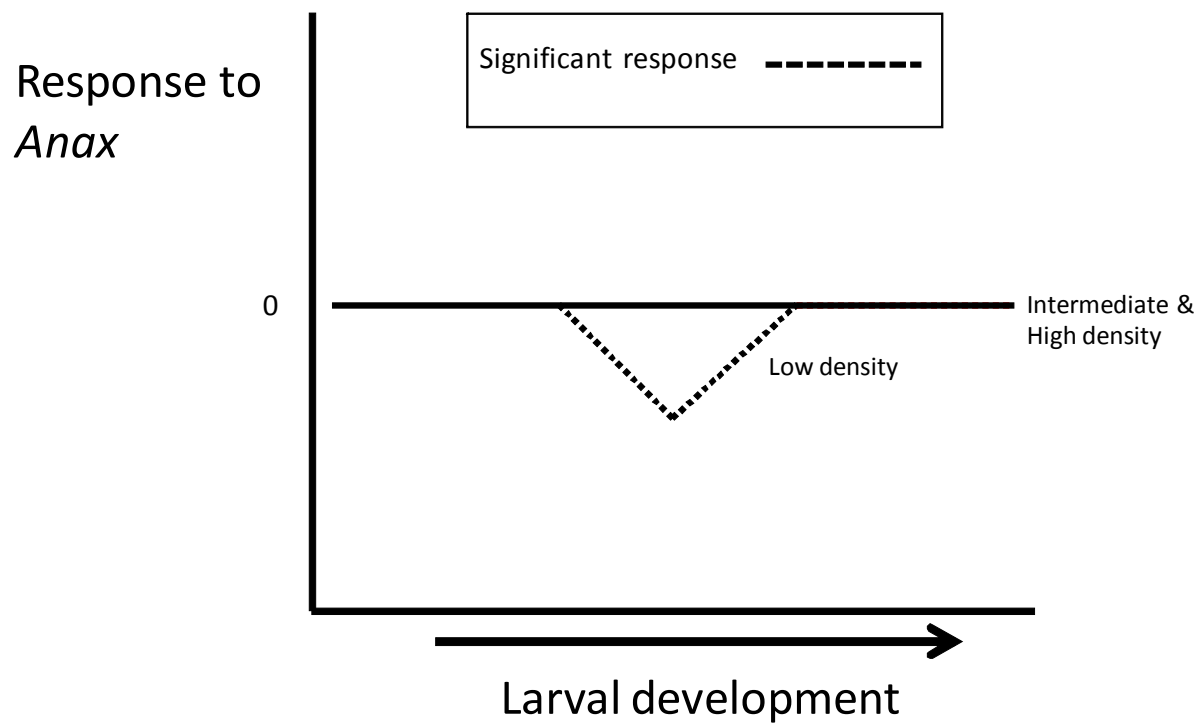 Significant response
Response to
Anax
0
Intermediate &
High density
Low density
Larval development